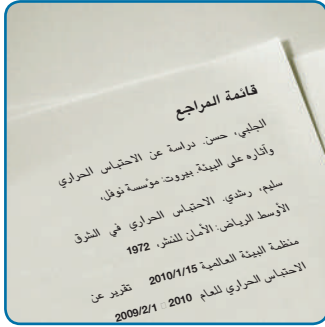 قائمة المراجع
الجلبي، حسن. دراسة عن الاحتباس الحراري
وآثاره على البيئة. بيروت: مؤسسة نوفل،
سليم، رشدي. الاحتباس الحراري في الشرق
الأوسط الرياض: الأمان للنشر، 1972
منظمة البيئة العالمية 2010/1/15 تقرير عن
الاحتباس الحراري للعام 2010 2009/2/1